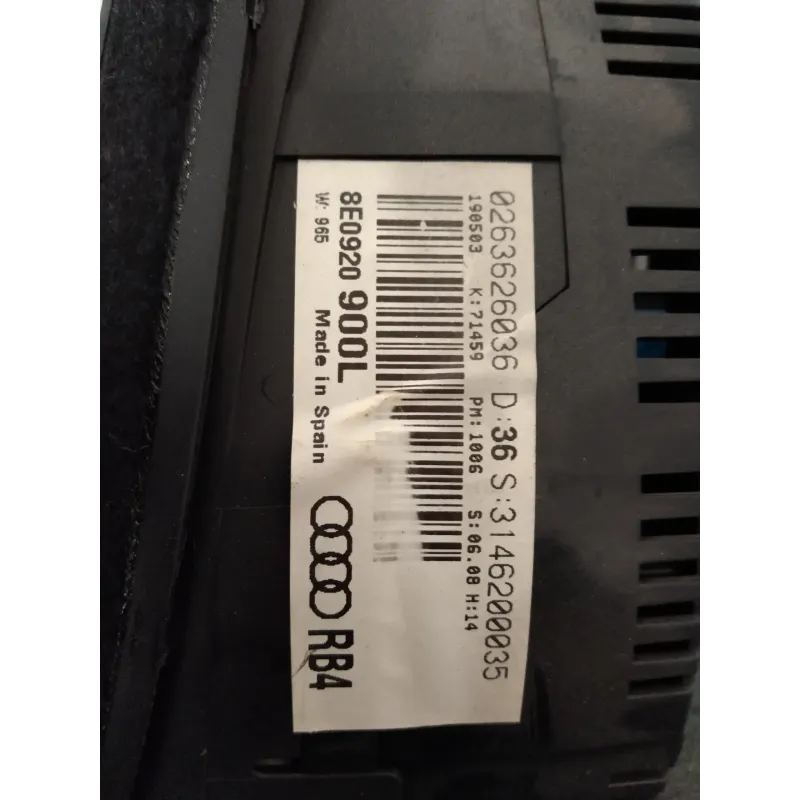 0263626036 D:36 S:3146200035
190503 K:71459 PM:1006 S:06.08 H:14
8E0920 900L RB4
W: 965 Made in Spain